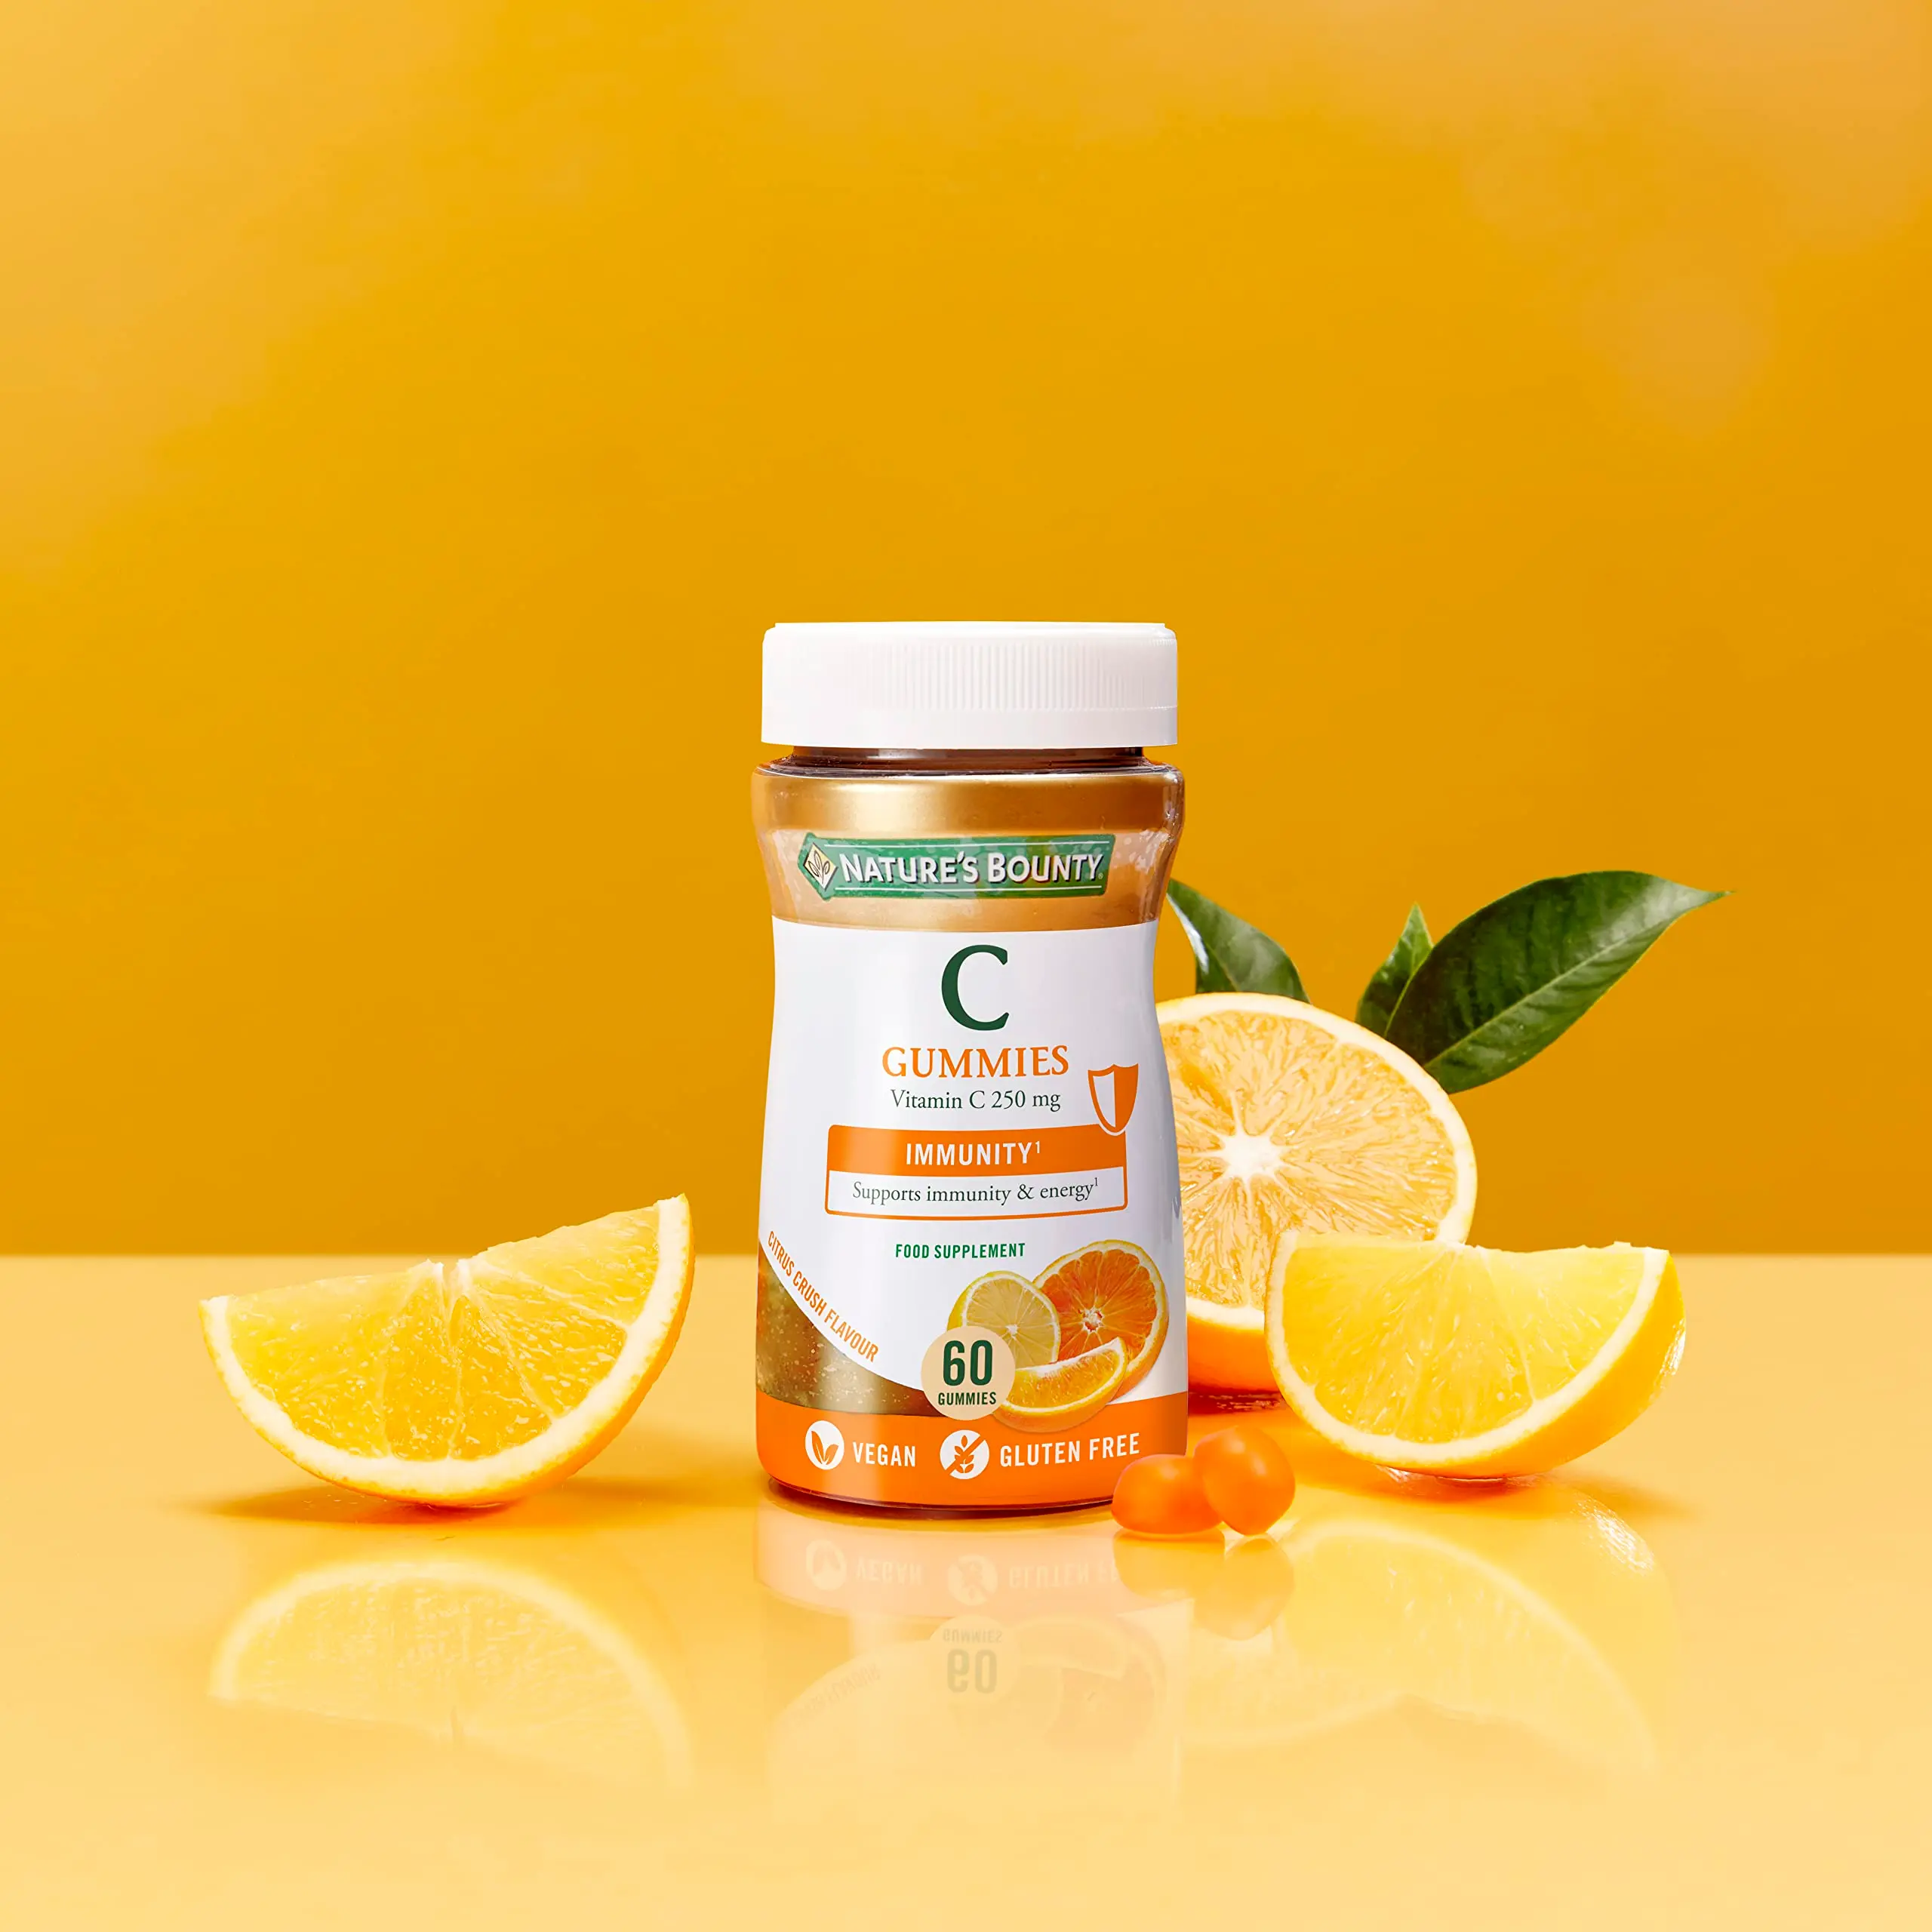 NATURE'S BOUNTY®
C
GUMMIES
Vitamin C 250 mg
IMMUNITY¹
Supports immunity & energy¹
FOOD SUPPLEMENT
CITRUS CRUSH FLAVOUR
60
GUMMIES
VEGAN
GLUTEN FREE